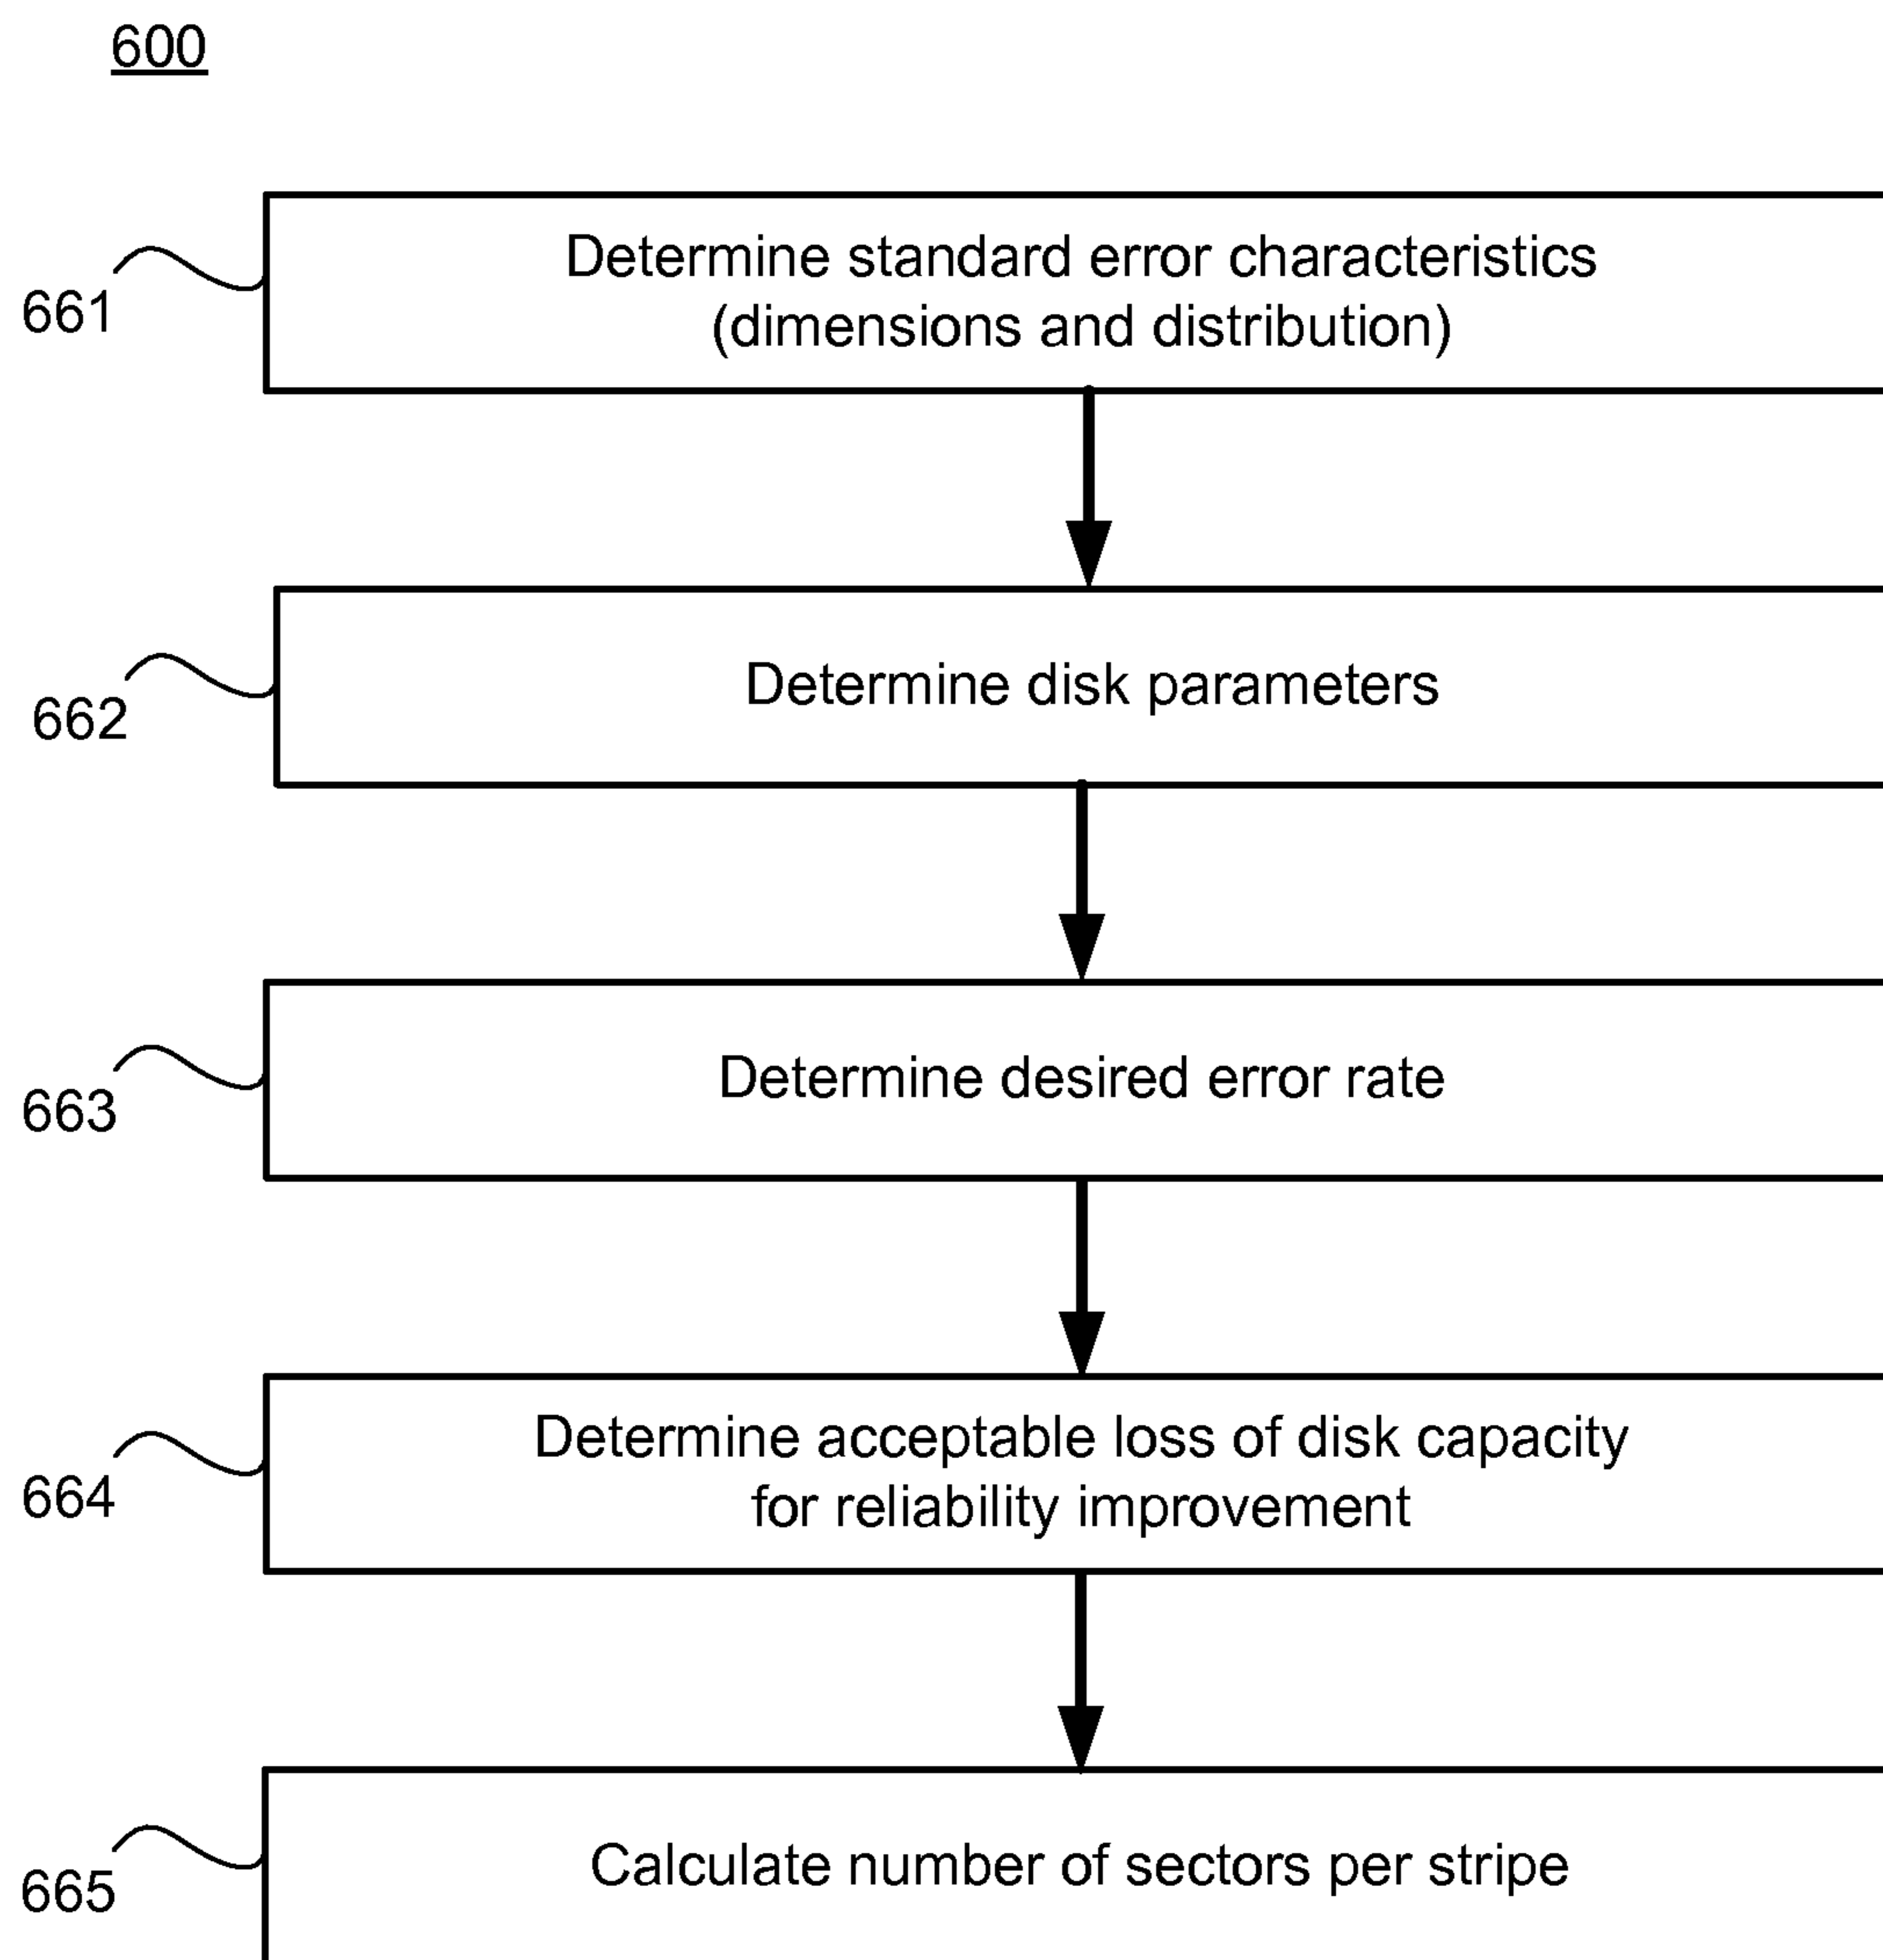 600
Determine standard error characteristics
(dimensions and distribution)
661
Determine disk parameters
662
Determine desired error rate
663
Determine acceptable loss of disk capacity
for reliability improvement
664
Calculate number of sectors per stripe
665